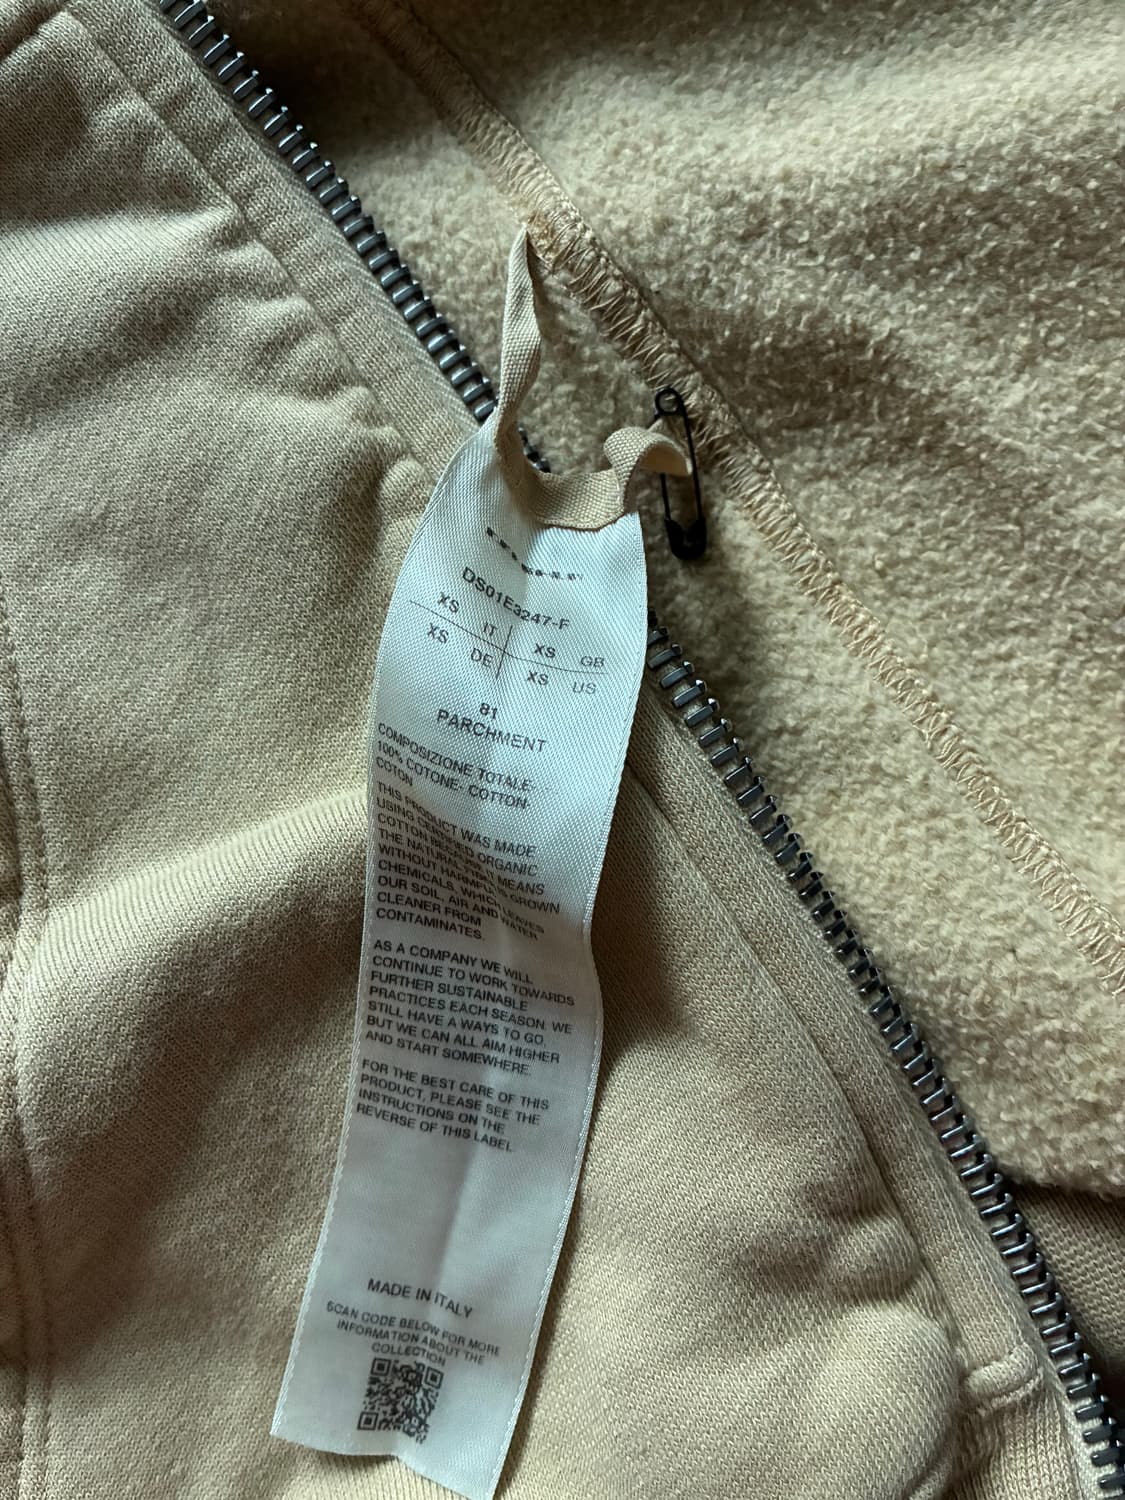 DS01E3247-F
XS IT XS GB
XS DE XS US
81
PARCHMENT
COMPOSIZIONE TOTALE:
100% COTONE- COTTON-
COTON
THIS PRODUCT WAS MADE
USING CERTIFIED ORGANIC
COTTON BECAUSE
THE NATURAL MEANS
WITHOUT HARMFUL IS GROWN
CHEMICALS, WHICH LEAVES
OUR SOIL, AIR AND WATER
CLEANER FROM
CONTAMINATES.
AS A COMPANY WE WILL
CONTINUE TO WORK TOWARDS
FURTHER SUSTAINABLE
PRACTICES EACH SEASON. WE
STILL HAVE A WAYS TO GO,
BUT WE CAN ALL AIM HIGHER
AND START SOMEWHERE.
FOR THE BEST CARE OF THIS
PRODUCT, PLEASE SEE THE
INSTRUCTIONS ON THE
REVERSE OF THIS LABEL.
MADE IN ITALY
SCAN CODE BELOW FOR MORE
INFORMATION ABOUT THE
COLLECTION